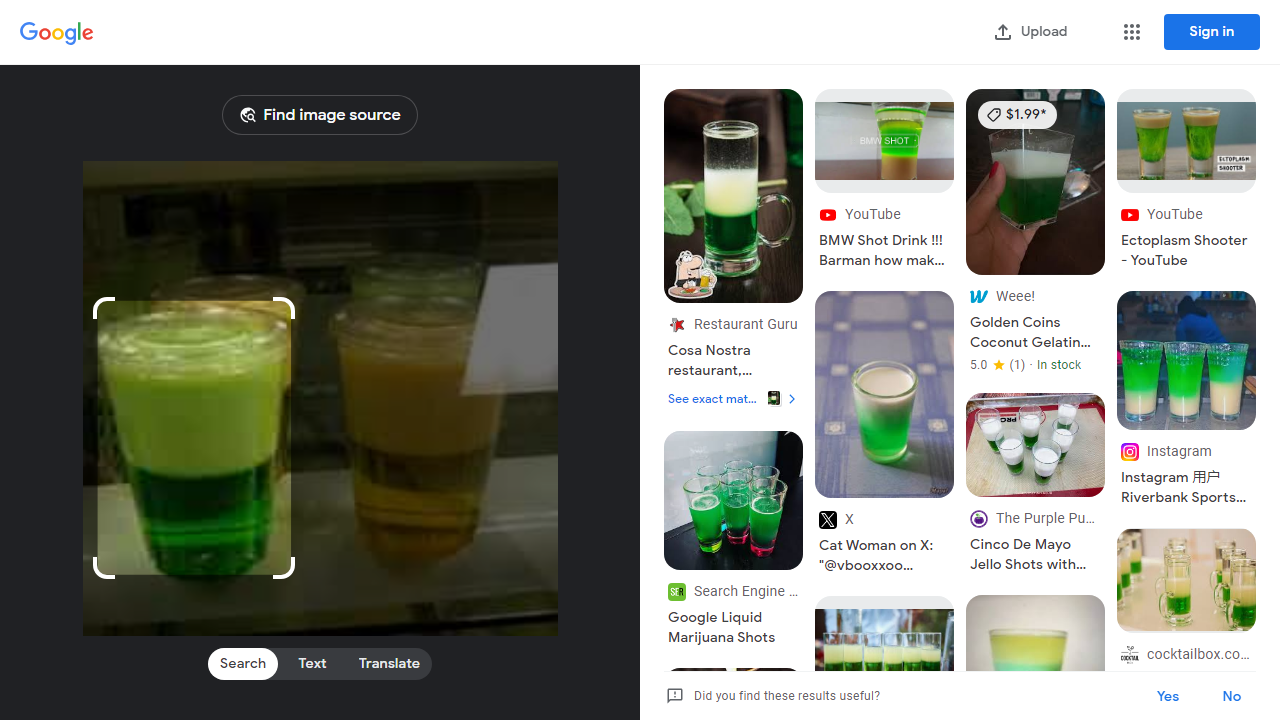 Google
Upload
Sign in
Find image source
Search
Text
Translate
Restaurant Guru
Cosa Nostra
restaurant,...
See exact mat...
SER
Search Engine ...
Google Liquid
Marijuana Shots
BMW SHOT
YouTube
BMW Shot Drink !!!
Barman how mak...
X
Cat Woman on X:
"@vbooxxoo...
$1.99*
Weee!
Golden Coins
Coconut Gelatin...
5.0 ★ (1) · In stock
The Purple Pu...
Cinco De Mayo
Jello Shots with...
ECTOPLASM
SHOOTER
YouTube
Ectoplasm Shooter
- YouTube
Instagram
Instagram 用户
Riverbank Sports...
COCKTAIL
cocktailbox.co...
Did you find these results useful?
Yes
No